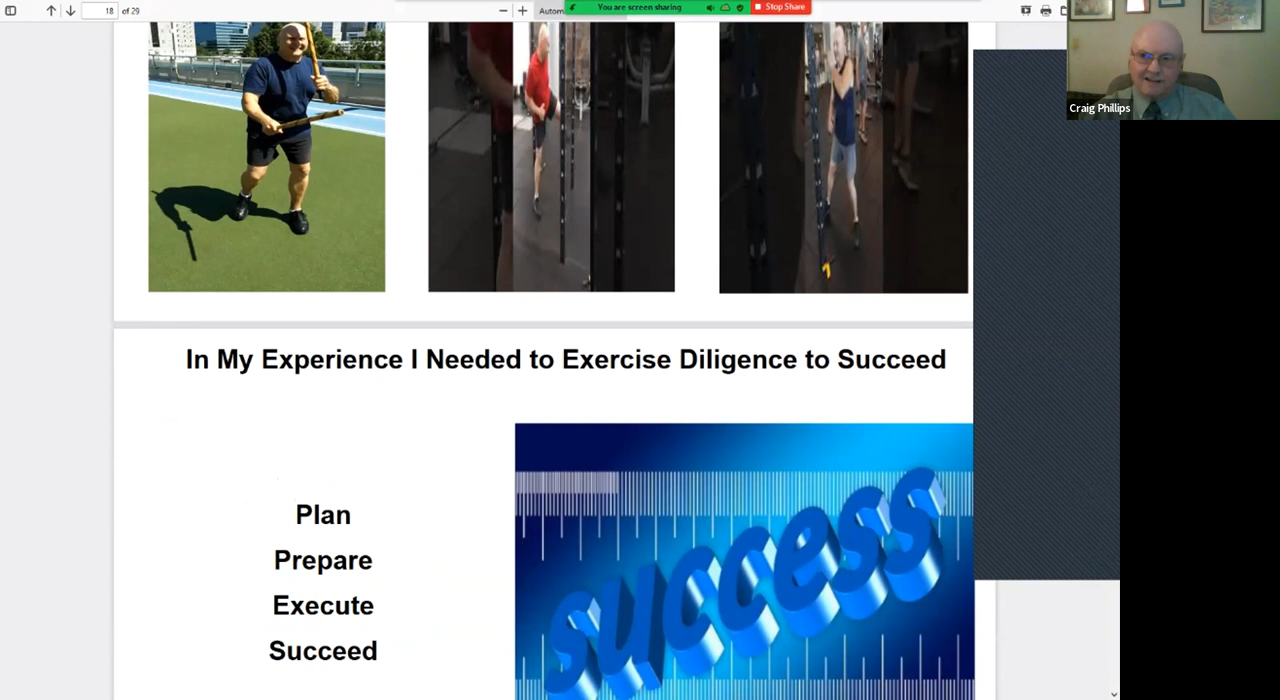 18 of 29
Autom
You are screen sharing
Stop Share
Craig Phillips
In My Experience I Needed to Exercise Diligence to Succeed
Plan
Prepare
Execute
Succeed
success